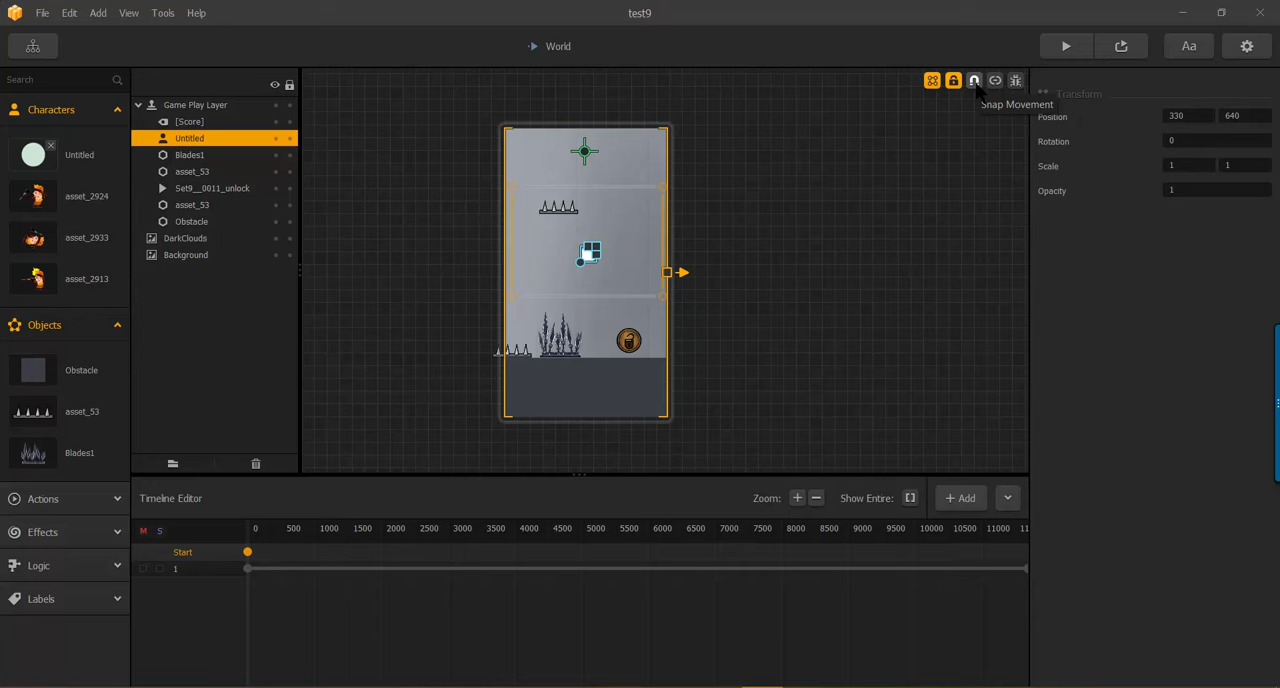 File Edit Add View Tools Help
test9
World
Aa
Search
Characters
Untitled
asset_2924
asset_2933
asset_2913
Objects
Obstacle
asset_53
Blades1
Actions
Effects
Logic
Labels
Game Play Layer
[Score]
Untitled
Blades1
asset_53
Set9__0011_unlock
asset_53
Obstacle
DarkClouds
Background
Snap Movement
Transform
Position 330 640
Rotation 0
Scale 1 1
Opacity 1
Timeline Editor
Zoom:
Show Entire:
+ Add
M S 0 500 1000 1500 2000 2500 3000 3500 4000 4500 5000 5500 6000 6500 7000 7500 8000 8500 9000 9500 10000 10500 11000 11
Start
1